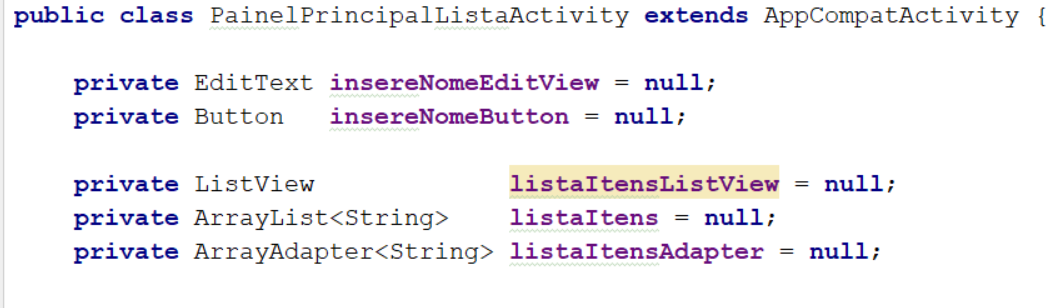 public class PainelPrincipalListaActivity extends AppCompatActivity {
private EditText insereNomeEditView = null;
private Button insereNomeButton = null;
private ListView listaItensListView = null;
private ArrayList<String> listaItens = null;
private ArrayAdapter<String> listaItensAdapter = null;